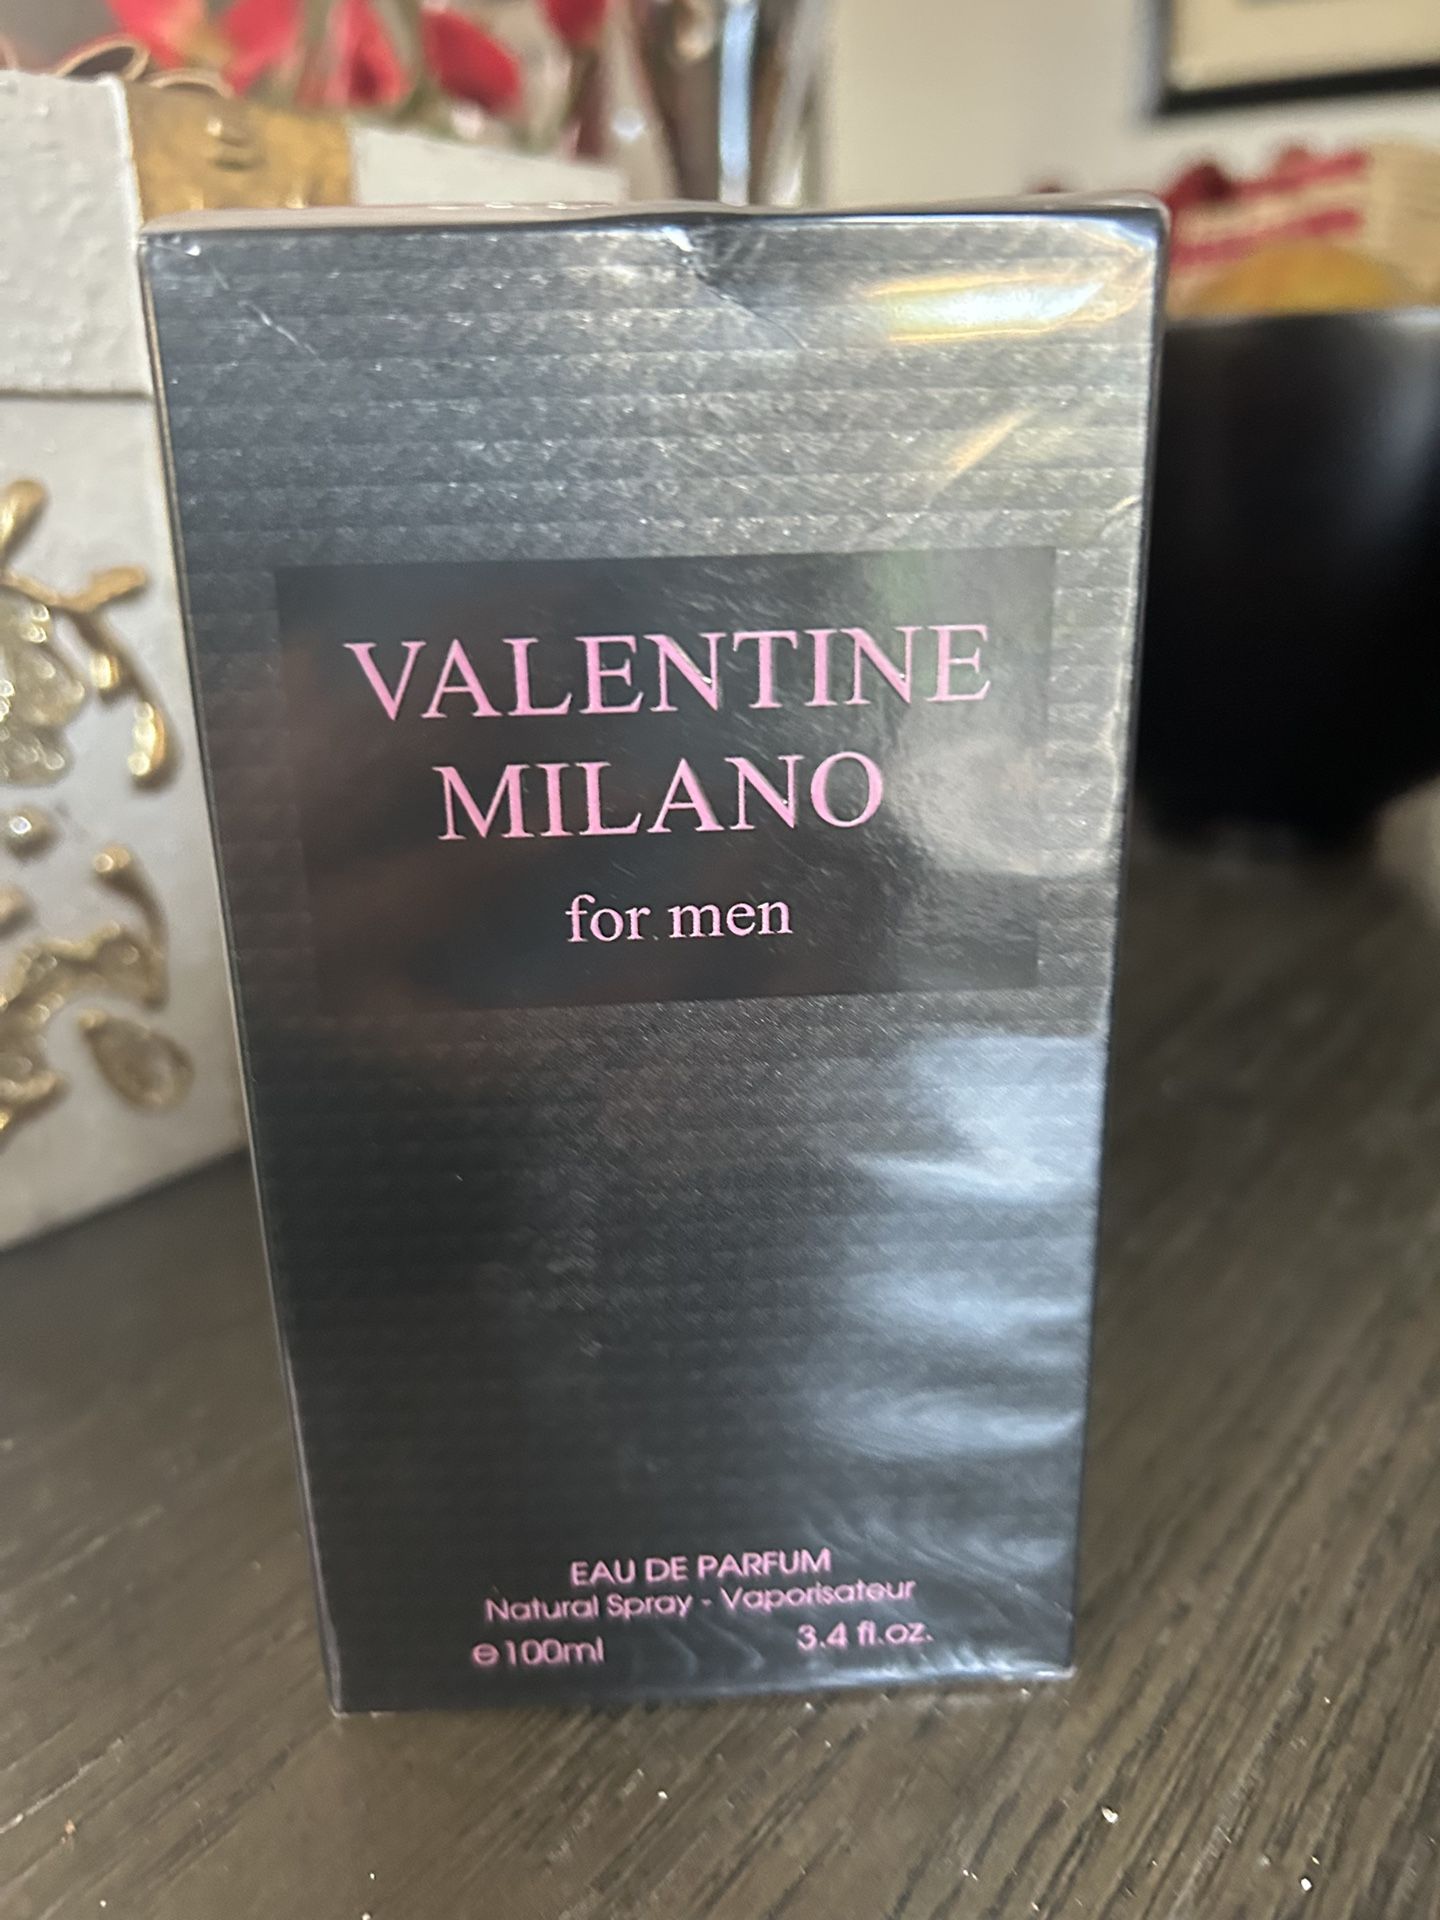 VALENTINE
MILANO
for men
EAU DE PARFUM
Natural Spray - Vaporisateur
℮100ml 3.4 fl.oz.